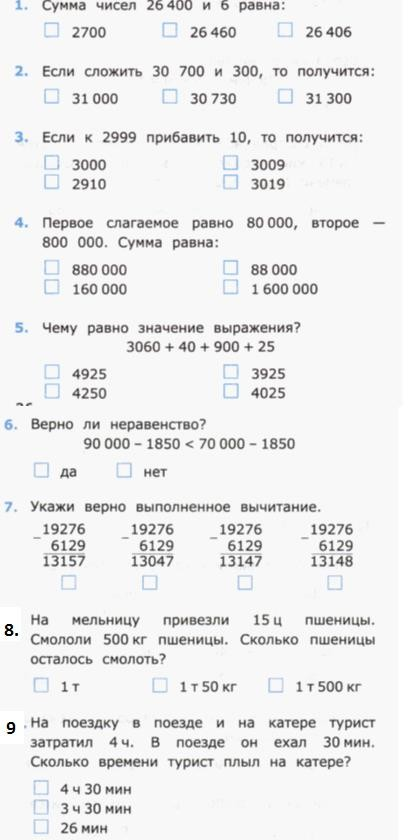 1. Сумма чисел 26 400 и 6 равна:
2700 26 460 26 406
2. Если сложить 30 700 и 300, то получится:
31 000 30 730 31 300
3. Если к 2999 прибавить 10, то получится:
3000 3009
2910 3019
4. Первое слагаемое равно 80 000, второе —
800 000. Сумма равна:
880 000 88 000
160 000 1 600 000
5. Чему равно значение выражения?
3060 + 40 + 900 + 25
4925 3925
4250 4025
6. Верно ли неравенство?
90 000 – 1850 < 70 000 – 1850
да нет
7. Укажи верно выполненное вычитание.
–19276 –19276 –19276 –19276
6129 6129 6129 6129
13157 13047 13147 13148
8. На мельницу привезли 15 ц пшеницы.
Смололи 500 кг пшеницы. Сколько пшеницы
осталось смолоть?
1 т 1 т 50 кг 1 т 500 кг
9. На поездку в поезде и на катере турист
затратил 4 ч. В поезде он ехал 30 мин.
Сколько времени турист плыл на катере?
4 ч 30 мин
3 ч 30 мин
26 мин